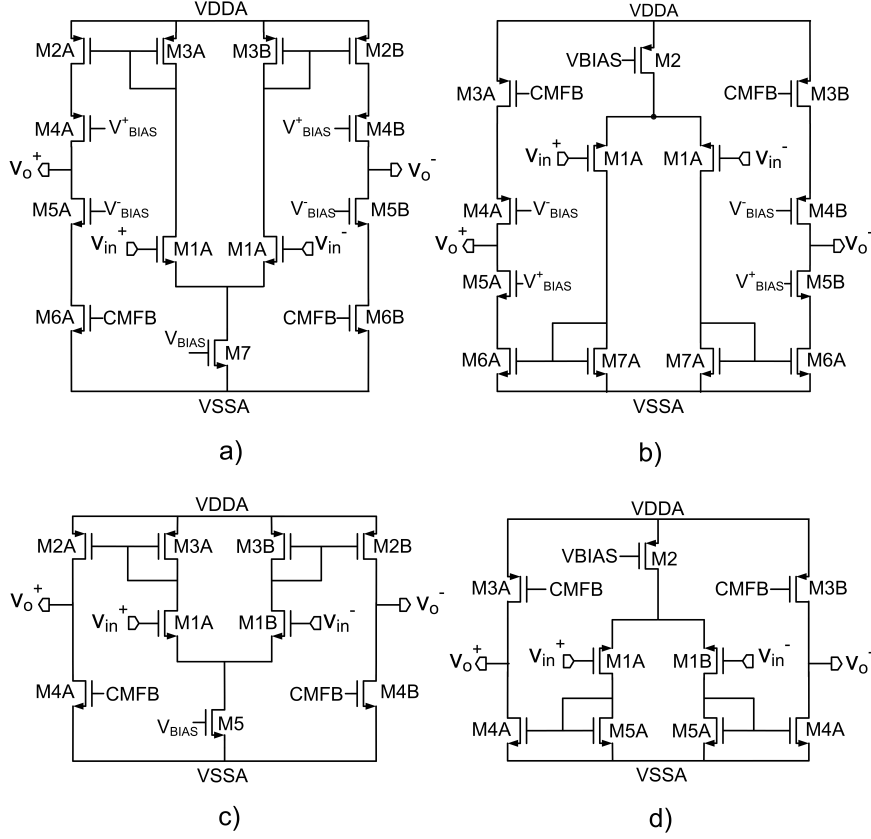 VDDA
M2A M3A M3B M2B
M4A V+BIAS V+BIAS M4B
vo+ vo-
M5A V-BIAS V-BIAS M5B
vin+ M1A M1A vin-
M6A CMFB CMFB M6B
VBIAS M7
VSSA
a)
VDDA
VBIAS M2
M3A CMFB CMFB M3B
vin+ M1A M1A vin-
M4A V-BIAS V-BIAS M4B
vo+ vo-
M5A V+BIAS V+BIAS M5B
M6A M7A M7A M6A
VSSA
b)
VDDA
M2A M3A M3B M2B
vo+ vin+ M1A M1B vin- vo-
M4A CMFB CMFB M4B
VBIAS M5
VSSA
c)
VDDA
VBIAS M2
M3A CMFB CMFB M3B
vo+ vin+ M1A M1B vin- vo-
M4A M5A M5A M4A
VSSA
d)